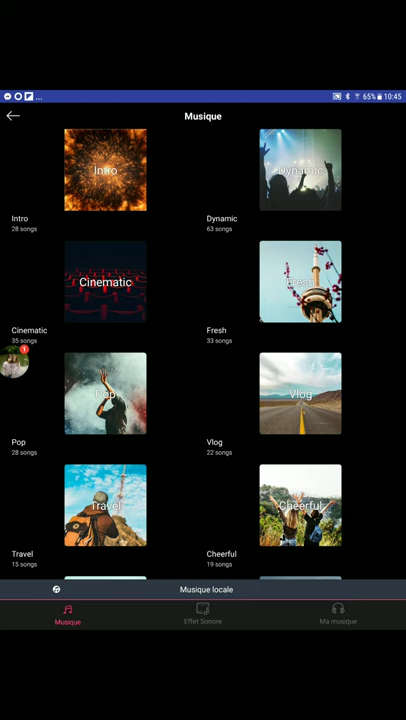 ... 65% 10:45
Musique
Intro
Dynamic
Intro
28 songs
Dynamic
63 songs
Cinematic
Fresh
Cinematic
35 songs
Fresh
33 songs
1
Pop
Vlog
Pop
28 songs
Vlog
22 songs
Travel
Cheerful
Travel
15 songs
Cheerful
19 songs
Musique locale
Musique
Effet Sonore
Ma musique